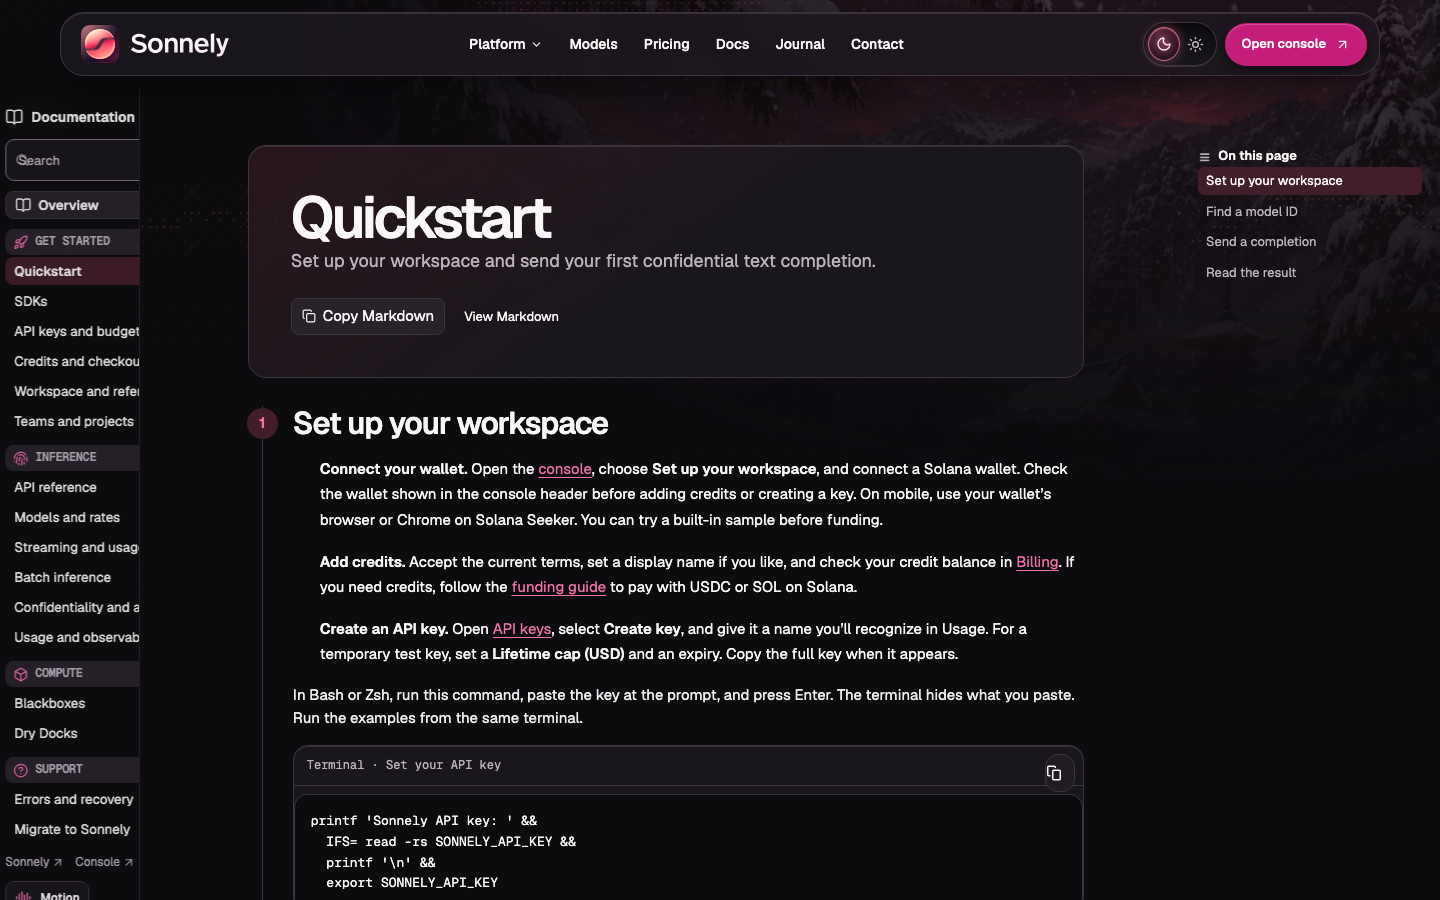 Sonnely
Platform
Models
Pricing
Docs
Journal
Contact
Open console
Documentation
Search
Overview
GET STARTED
Quickstart
SDKs
API keys and budget
Credits and checkou
Workspace and refer
Teams and projects
INFERENCE
API reference
Models and rates
Streaming and usag
Batch inference
Confidentiality and a
Usage and observab
COMPUTE
Blackboxes
Dry Docks
SUPPORT
Errors and recovery
Migrate to Sonnely
Sonnely ↗ Console ↗
Motion
Quickstart
Set up your workspace and send your first confidential text completion.
Copy Markdown
View Markdown
1
Set up your workspace
Connect your wallet. Open the console, choose Set up your workspace, and connect a Solana wallet. Check
the wallet shown in the console header before adding credits or creating a key. On mobile, use your wallet’s
browser or Chrome on Solana Seeker. You can try a built-in sample before funding.
Add credits. Accept the current terms, set a display name if you like, and check your credit balance in Billing. If
you need credits, follow the funding guide to pay with USDC or SOL on Solana.
Create an API key. Open API keys, select Create key, and give it a name you’ll recognize in Usage. For a
temporary test key, set a Lifetime cap (USD) and an expiry. Copy the full key when it appears.
In Bash or Zsh, run this command, paste the key at the prompt, and press Enter. The terminal hides what you paste.
Run the examples from the same terminal.
Terminal · Set your API key
printf 'Sonnely API key: ' &&
IFS= read -rs SONNELY_API_KEY &&
printf '\n' &&
export SONNELY_API_KEY
On this page
Set up your workspace
Find a model ID
Send a completion
Read the result